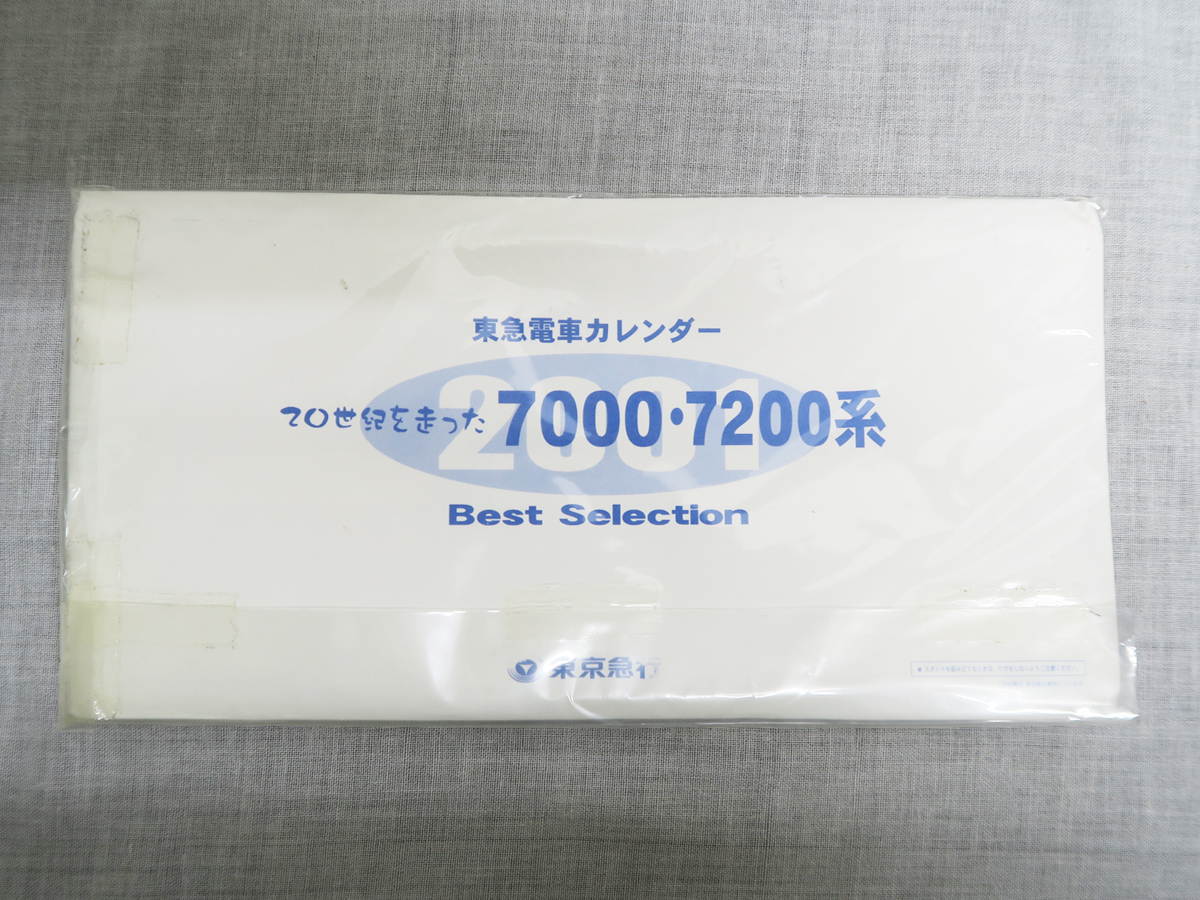 東急電車カレンダー
2001
20世紀を走った 7000・7200系
Best Selection
東京急行